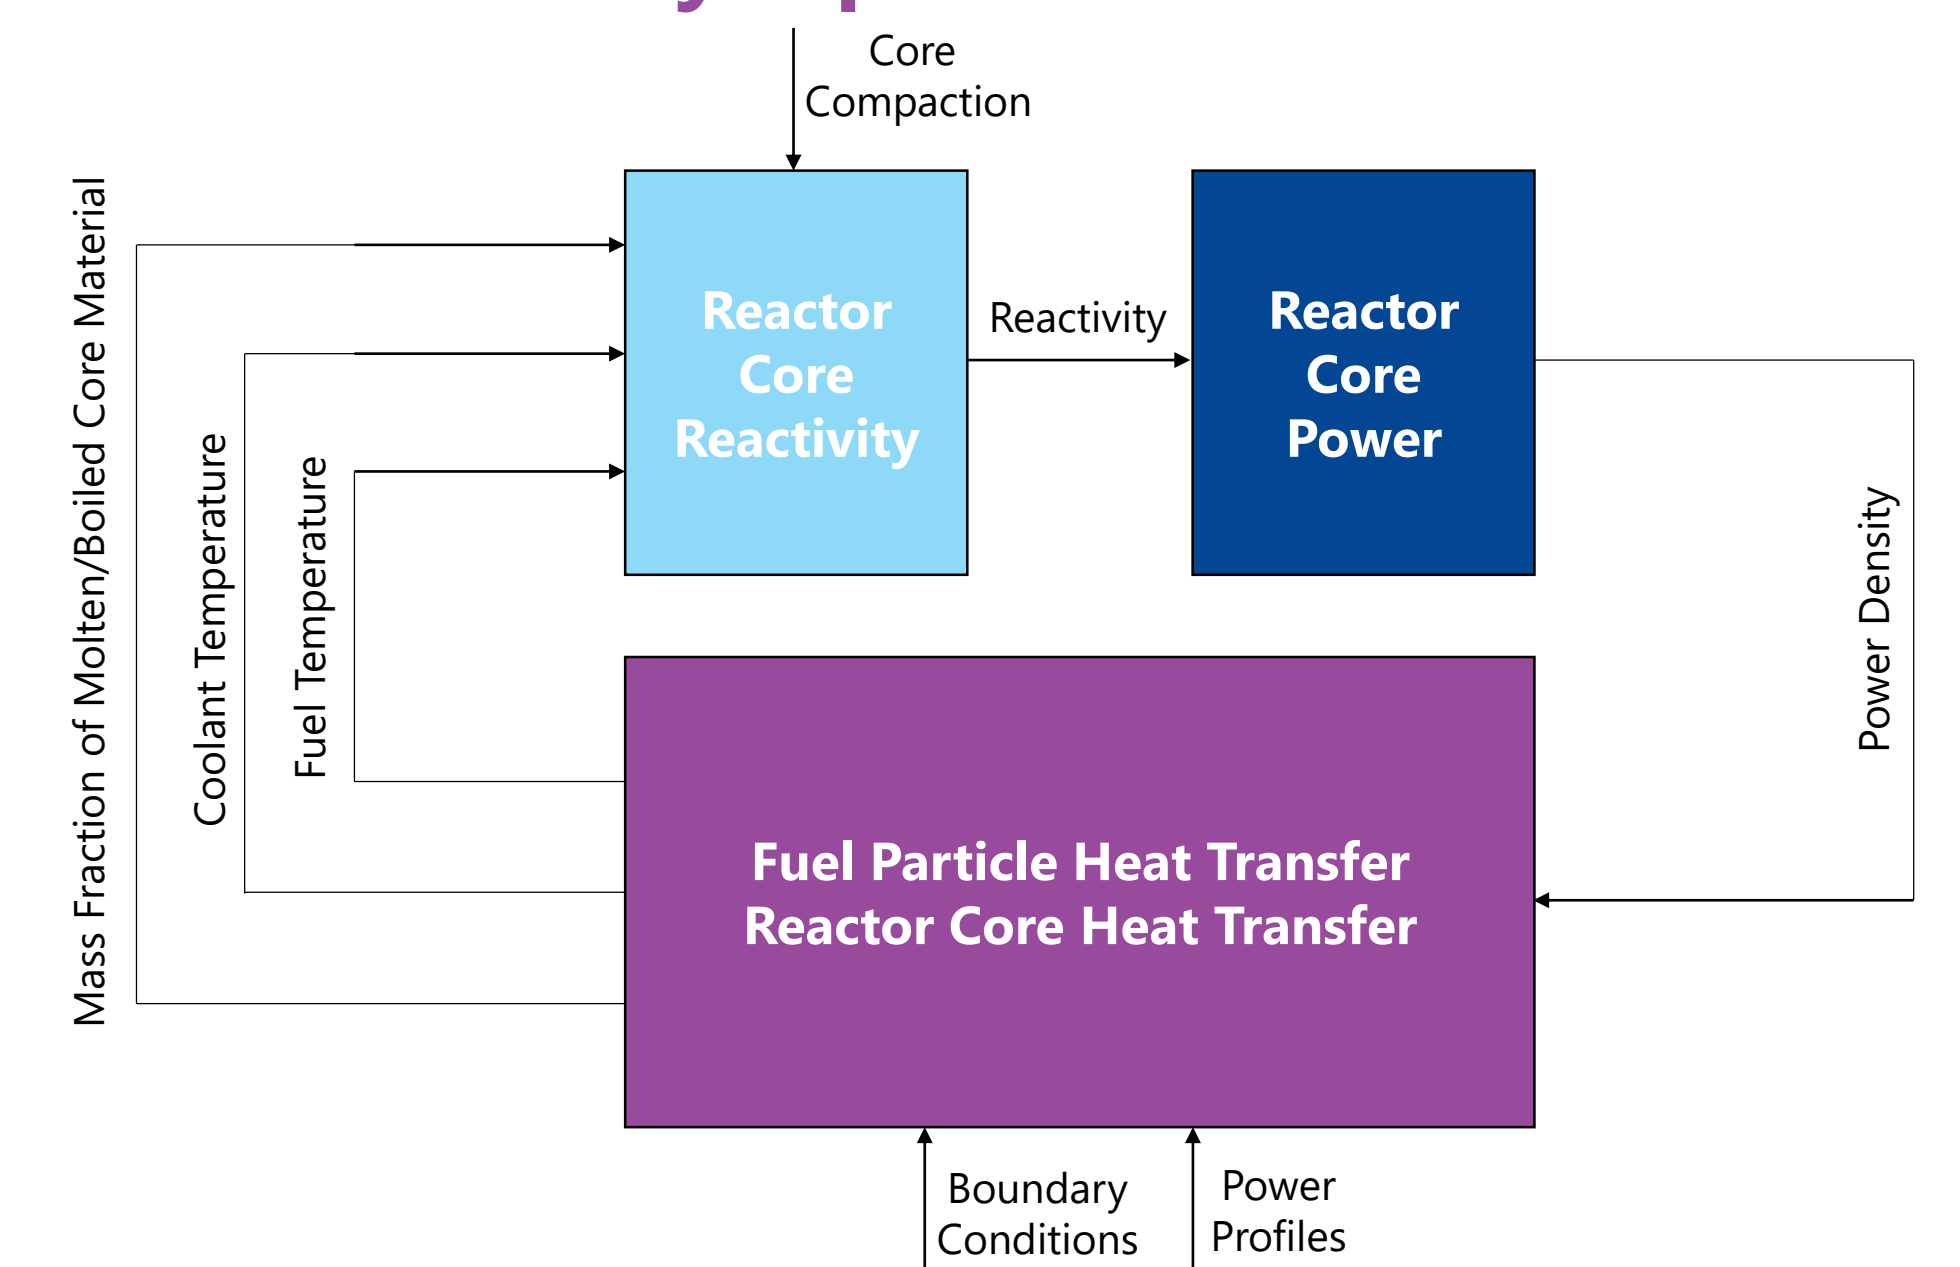 Core
Compaction
Mass Fraction of Molten/Boiled Core Material
Coolant Temperature
Fuel Temperature
Reactor
Core
Reactivity
Reactivity
Reactor
Core
Power
Power Density
Fuel Particle Heat Transfer
Reactor Core Heat Transfer
Boundary
Conditions
Power
Profiles